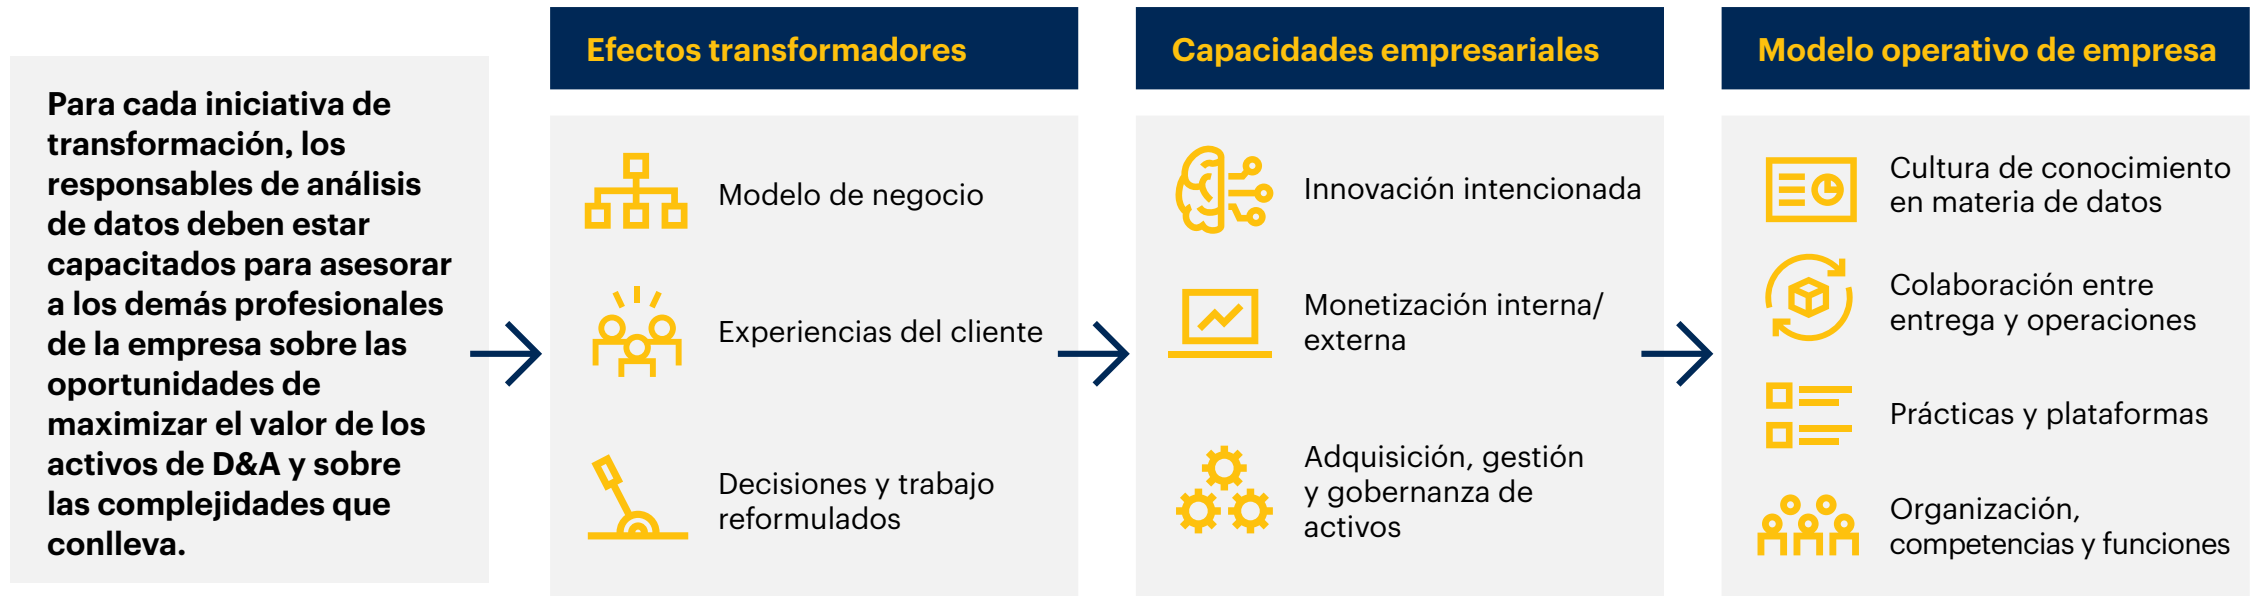 Para cada iniciativa de
transformación, los
responsables de análisis
de datos deben estar
capacitados para asesorar
a los demás profesionales
de la empresa sobre las
oportunidades de
maximizar el valor de los
activos de D&A y sobre
las complejidades que
conlleva.
Efectos transformadores
Modelo de negocio
Experiencias del cliente
Decisiones y trabajo
reformulados
Capacidades empresariales
Innovación intencionada
Monetización interna/
externa
Adquisición, gestión
y gobernanza de
activos
Modelo operativo de empresa
Cultura de conocimiento
en materia de datos
Colaboración entre
entrega y operaciones
Prácticas y plataformas
Organización,
competencias y funciones